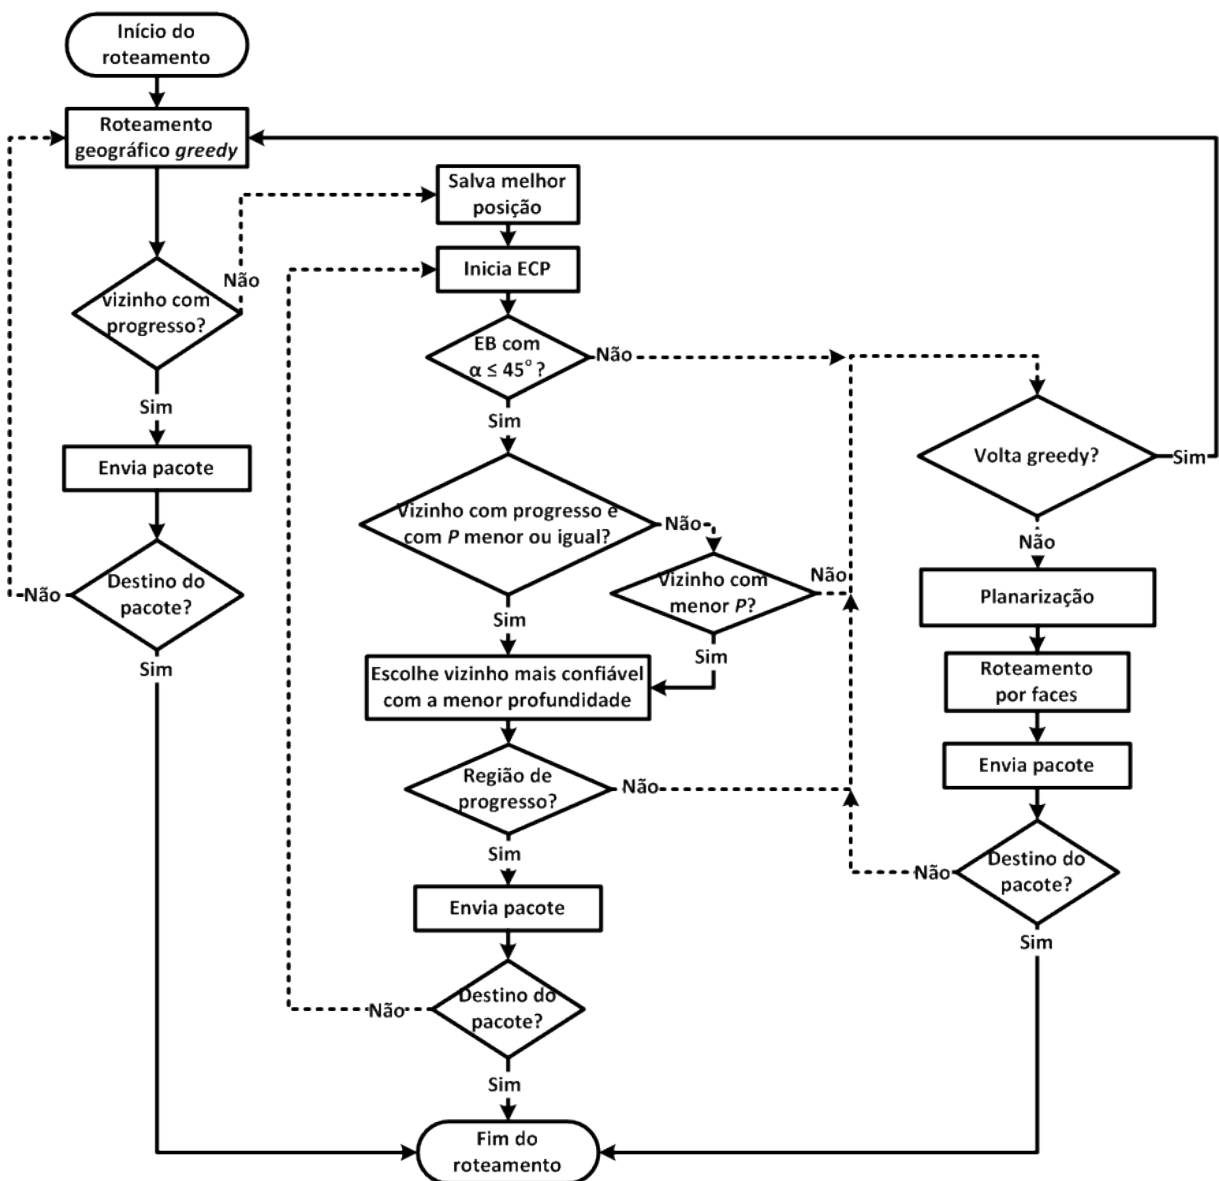 Início do
roteamento
Roteamento
geográfico greedy
vizinho com
progresso?
Não
Sim
Envia pacote
Destino do
pacote?
Não
Sim
Salva melhor
posição
Inicia ECP
EB com
α ≤ 45°?
Não
Sim
Vizinho com progresso e
com P menor ou igual?
Não
Sim
Vizinho com
menor P?
Não
Sim
Escolhe vizinho mais confiável
com a menor profundidade
Região de
progresso?
Não
Sim
Envia pacote
Destino do
pacote?
Não
Sim
Volta greedy?
Sim
Não
Planarização
Roteamento
por faces
Envia pacote
Destino do
pacote?
Não
Sim
Fim do
roteamento